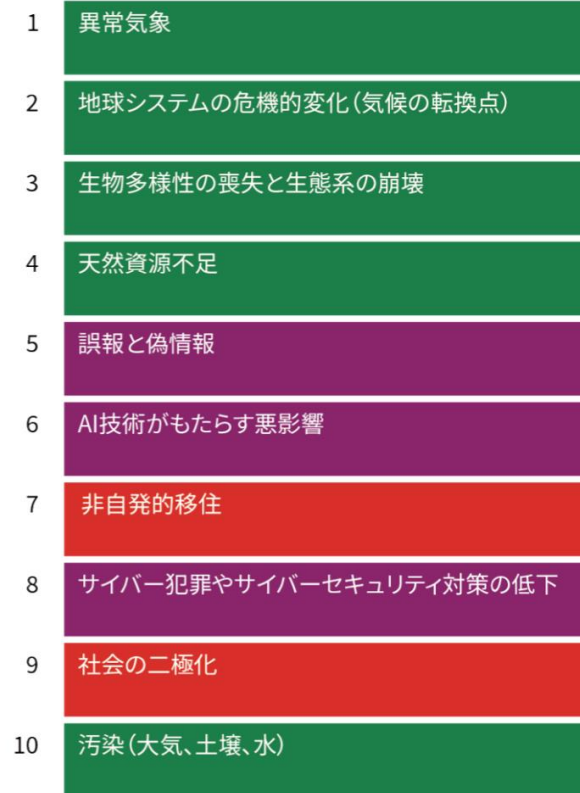 1 異常気象
2 地球システムの危機的変化（気候の転換点）
3 生物多様性の喪失と生態系の崩壊
4 天然資源不足
5 誤報と偽情報
6 AI技術がもたらす悪影響
7 非自発的移住
8 サイバー犯罪やサイバーセキュリティ対策の低下
9 社会の二極化
10 汚染（大気、土壌、水）